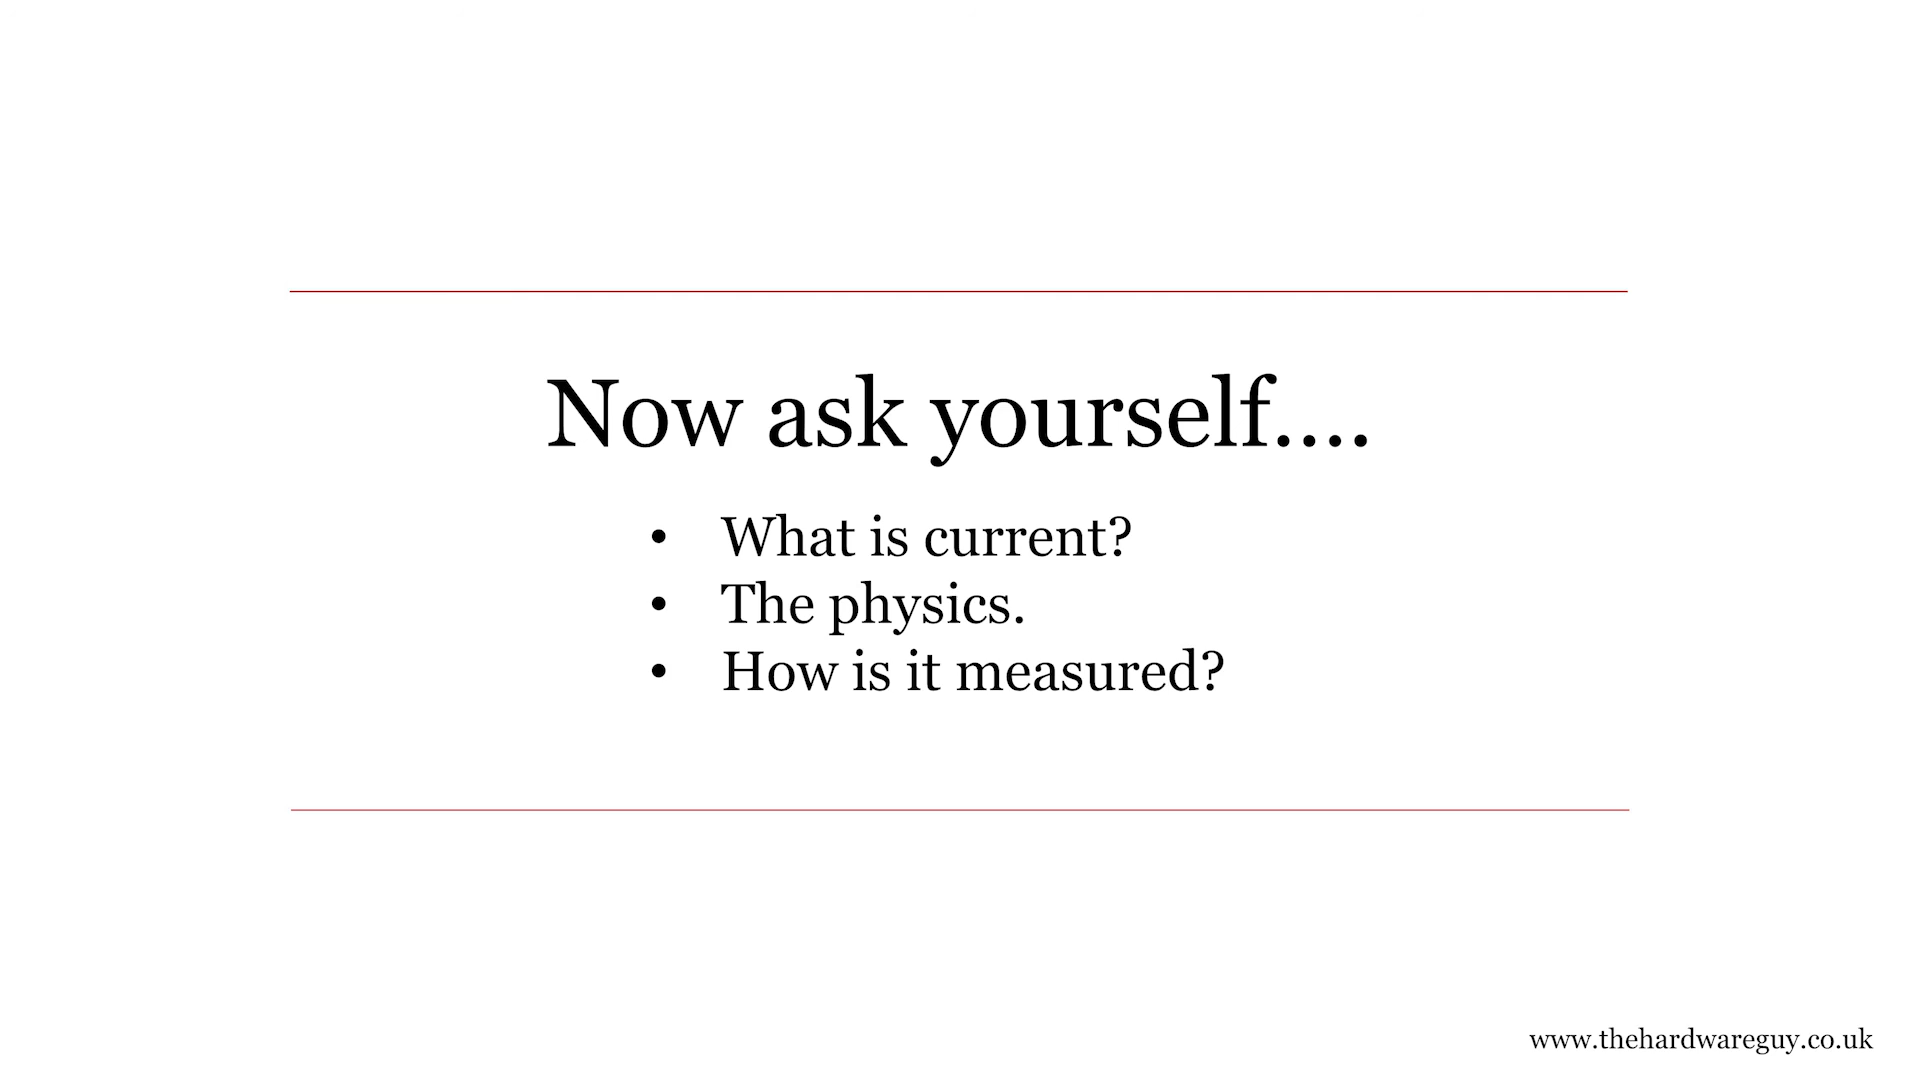 Now ask yourself....
• What is current?
• The physics.
• How is it measured?
www.thehardwareguy.co.uk